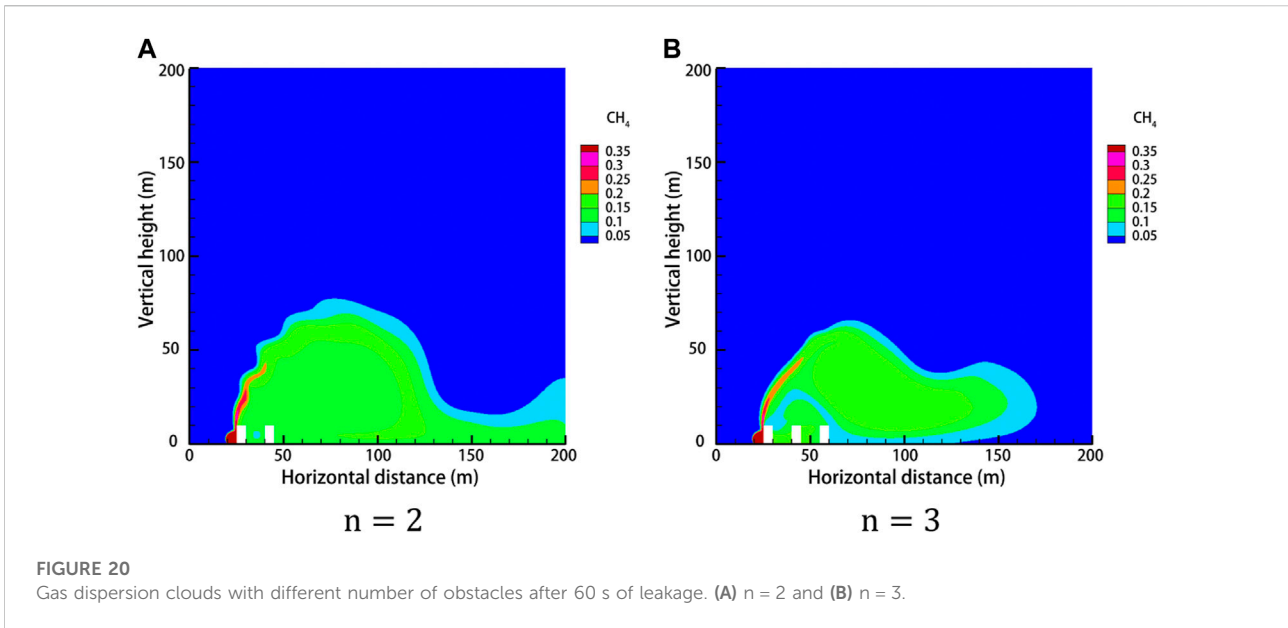 A
B
200
150
100
50
0
Vertical height (m)
0
50
100
150
200
Horizontal distance (m)
CH₄
0.35
0.3
0.25
0.2
0.15
0.1
0.05
n = 2
200
150
100
50
0
Vertical height (m)
0
50
100
150
200
Horizontal distance (m)
CH₄
0.35
0.3
0.25
0.2
0.15
0.1
0.05
n = 3
FIGURE 20
Gas dispersion clouds with different number of obstacles after 60 s of leakage. (A) n = 2 and (B) n = 3.